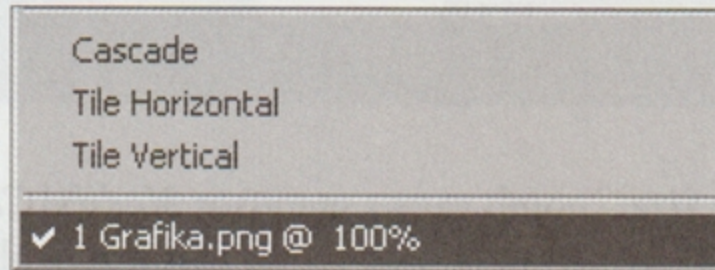 Cascade
Tile Horizontal
Tile Vertical
✔ 1 Grafika.png @ 100%